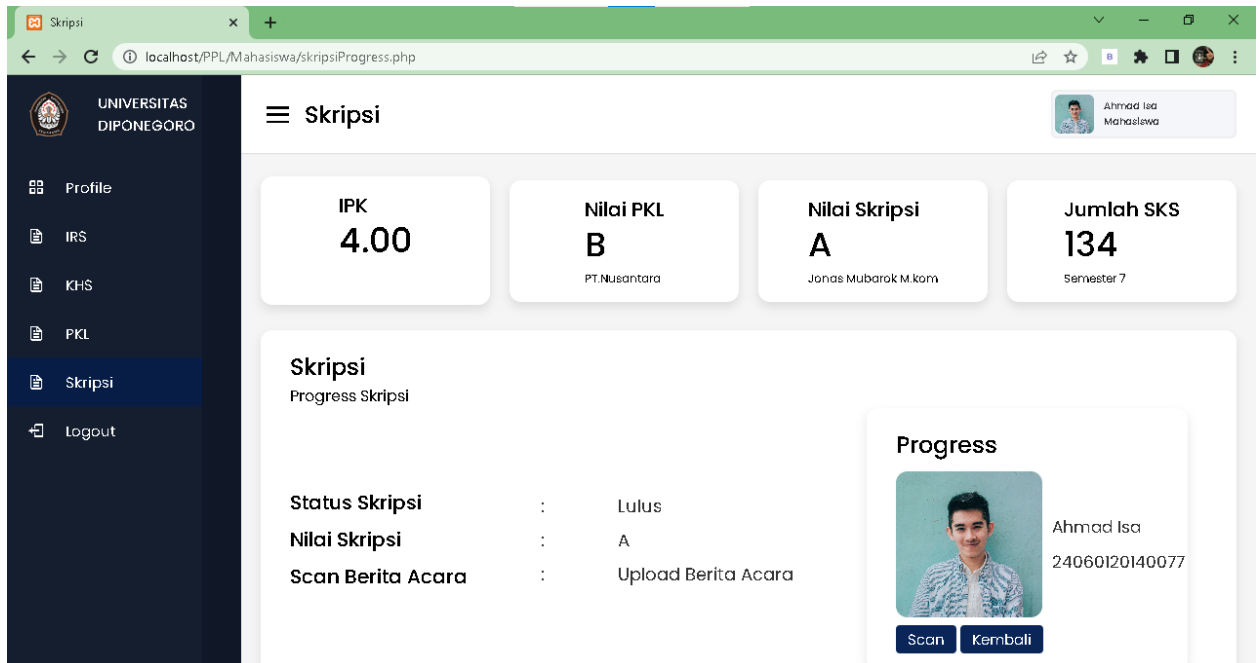 Skripsi
localhost/PPL/Mahasiswa/skripsiProgress.php
B
UNIVERSITAS
DIPONEGORO
Profile
IRS
KHS
PKL
Skripsi
Logout
Skripsi
Ahmad Isa
Mahasiswa
IPK
4.00
Nilai PKL
B
PT.Nusantara
Nilai Skripsi
A
Jonas Mubarok M.kom
Jumlah SKS
134
Semester 7
Skripsi
Progress Skripsi
Status Skripsi : Lulus
Nilai Skripsi : A
Scan Berita Acara : Upload Berita Acara
Progress
Ahmad Isa
24060120140077
Scan Kembali